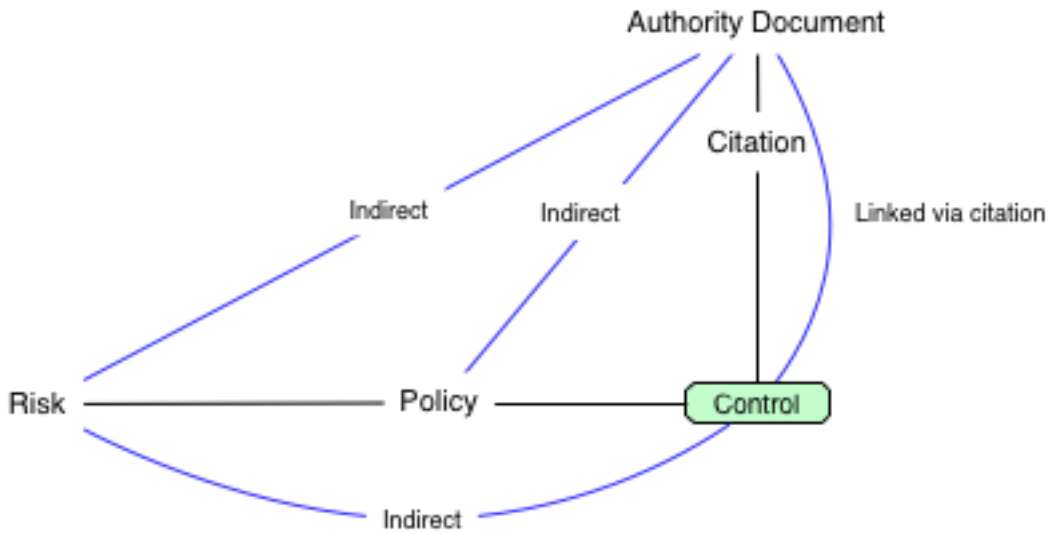 Authority Document
Citation
Indirect
Indirect
Linked via citation
Risk
Policy
Control
Indirect